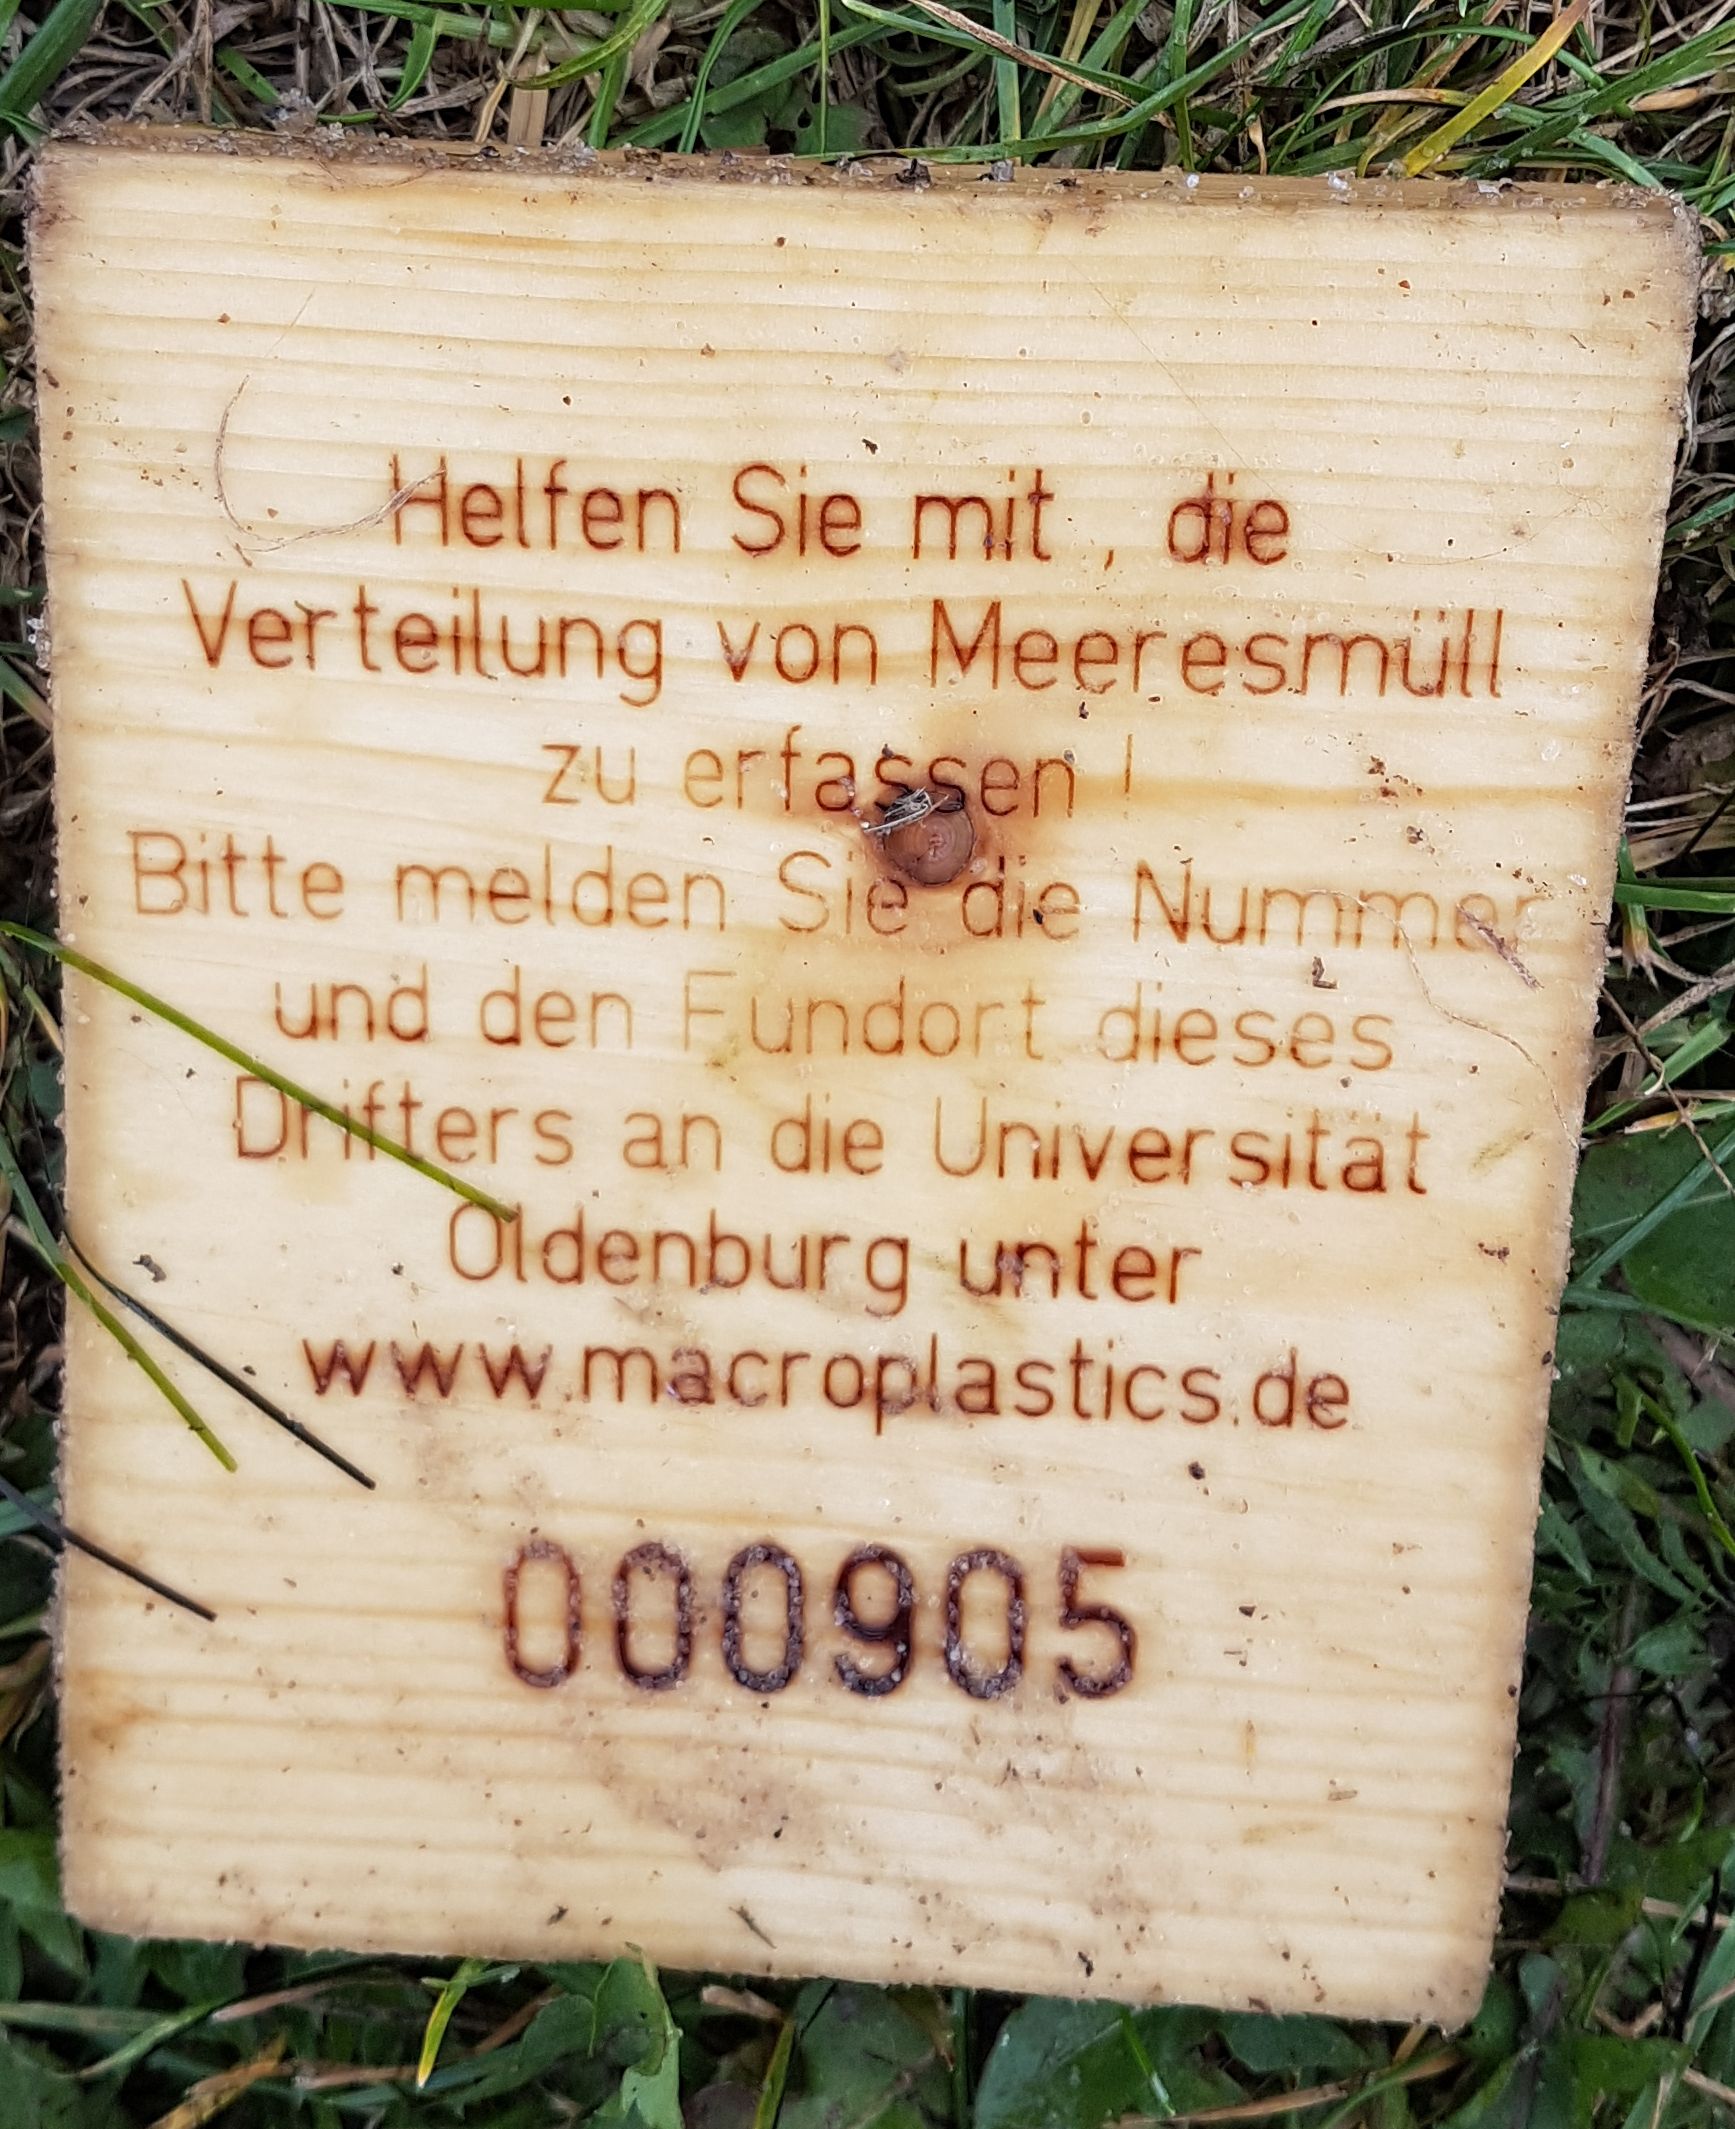 Helfen Sie mit, die
Verteilung von Meeresmüll
zu erfassen!
Bitte melden Sie die Nummer
und den Fundort dieses
Drifters an die Universität
Oldenburg unter
www.macroplastics.de
000905